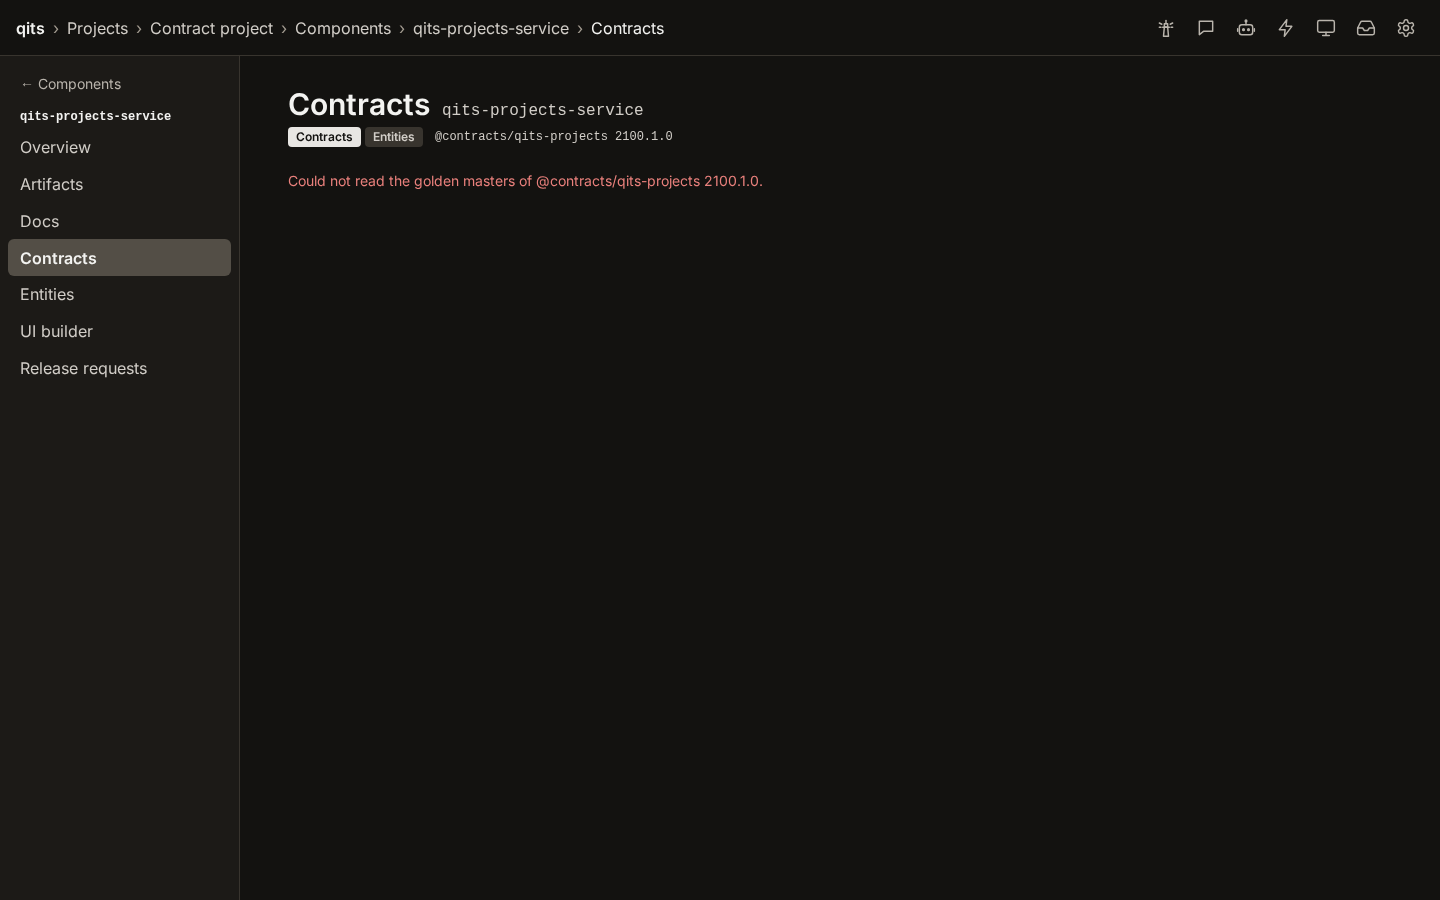 qits › Projects › Contract project › Components › qits-projects-service › Contracts
← Components
qits-projects-service
Overview
Artifacts
Docs
Contracts
Entities
UI builder
Release requests
Contracts qits-projects-service
Contracts Entities @contracts/qits-projects 2100.1.0
Could not read the golden masters of @contracts/qits-projects 2100.1.0.